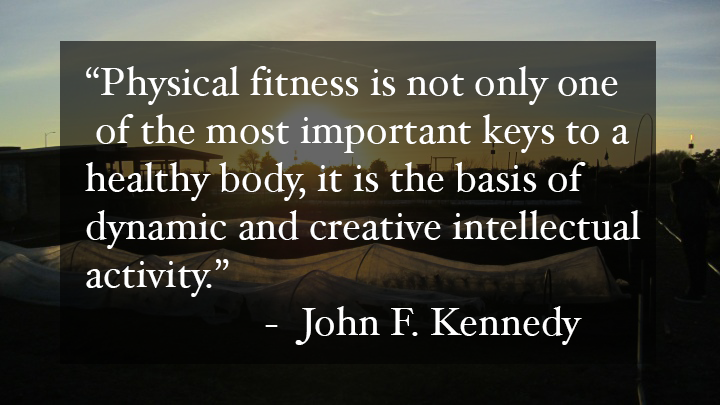 “Physical fitness is not only one
of the most important keys to a
healthy body, it is the basis of
dynamic and creative intellectual
activity.”
- John F. Kennedy